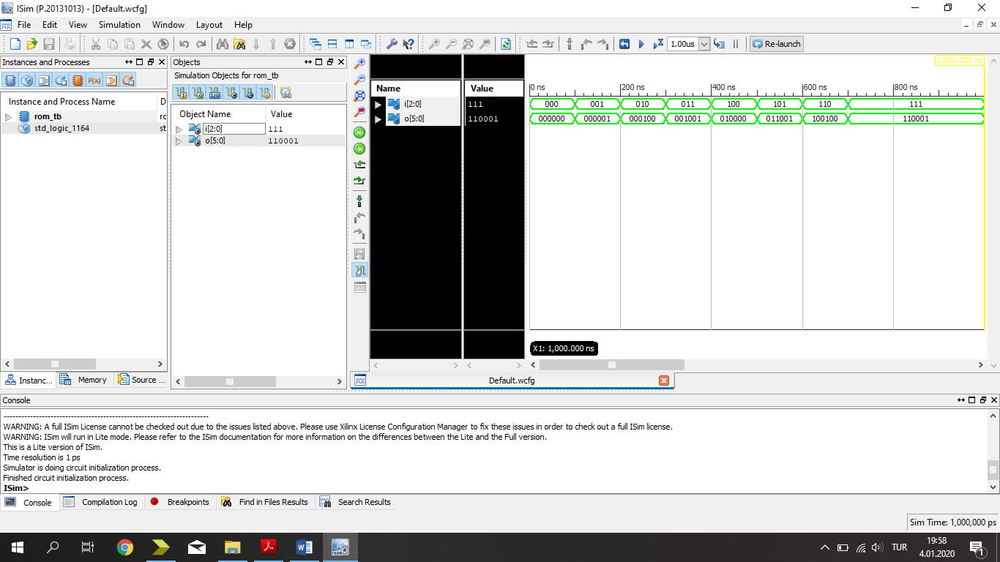 ISim (P.20131013) - [Default.wcfg]
File Edit View Simulation Window Layout Help
1.00us Re-launch
Instances and Processes
Instance and Process Name D
rom_tb rc
std_logic_1164 st
Instanc... Memory Source ...
Objects
Simulation Objects for rom_tb
Object Name Value
i[2:0] 111
o[5:0] 110001
Name Value
i[2:0] 111
o[5:0] 110001
1,000.000 ns
0 ns 200 ns 400 ns 600 ns 800 ns
000 001 010 011 100 101 110 111
000000 000001 000100 001001 010000 011001 100100 110001
X1: 1,000.000 ns
Default.wcfg
Console
WARNING: A full ISim License cannot be checked out due to the issues listed above. Please use Xilinx License Configuration Manager to fix these issues in order to check out a full ISim license.
WARNING: ISim will run in Lite mode. Please refer to the ISim documentation for more information on the differences between the Lite and the Full version.
This is a Lite version of ISim.
Time resolution is 1 ps
Simulator is doing circuit initialization process.
Finished circuit initialization process.
ISim>
Console Compilation Log Breakpoints Find in Files Results Search Results
Sim Time: 1,000,000 ps
ISim TUR 19:58
4.01.2020 1